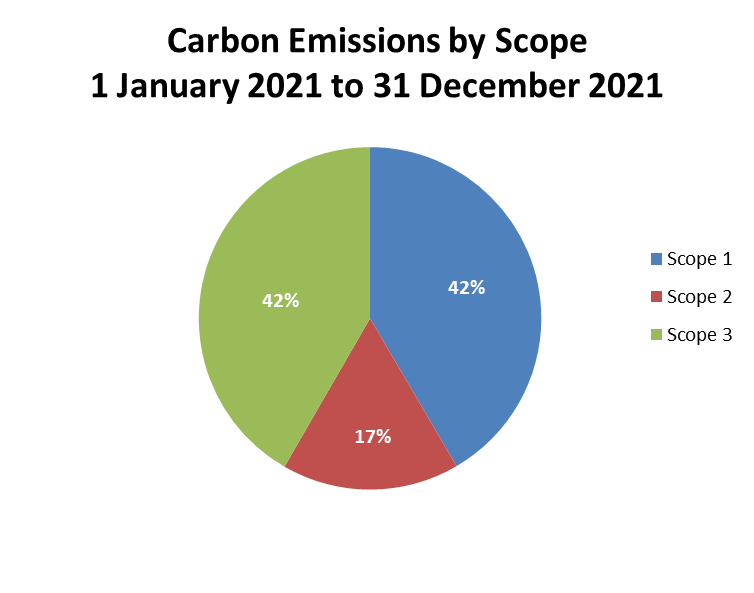 Carbon Emissions by Scope
1 January 2021 to 31 December 2021
42%
42%
17%
Scope 1
Scope 2
Scope 3